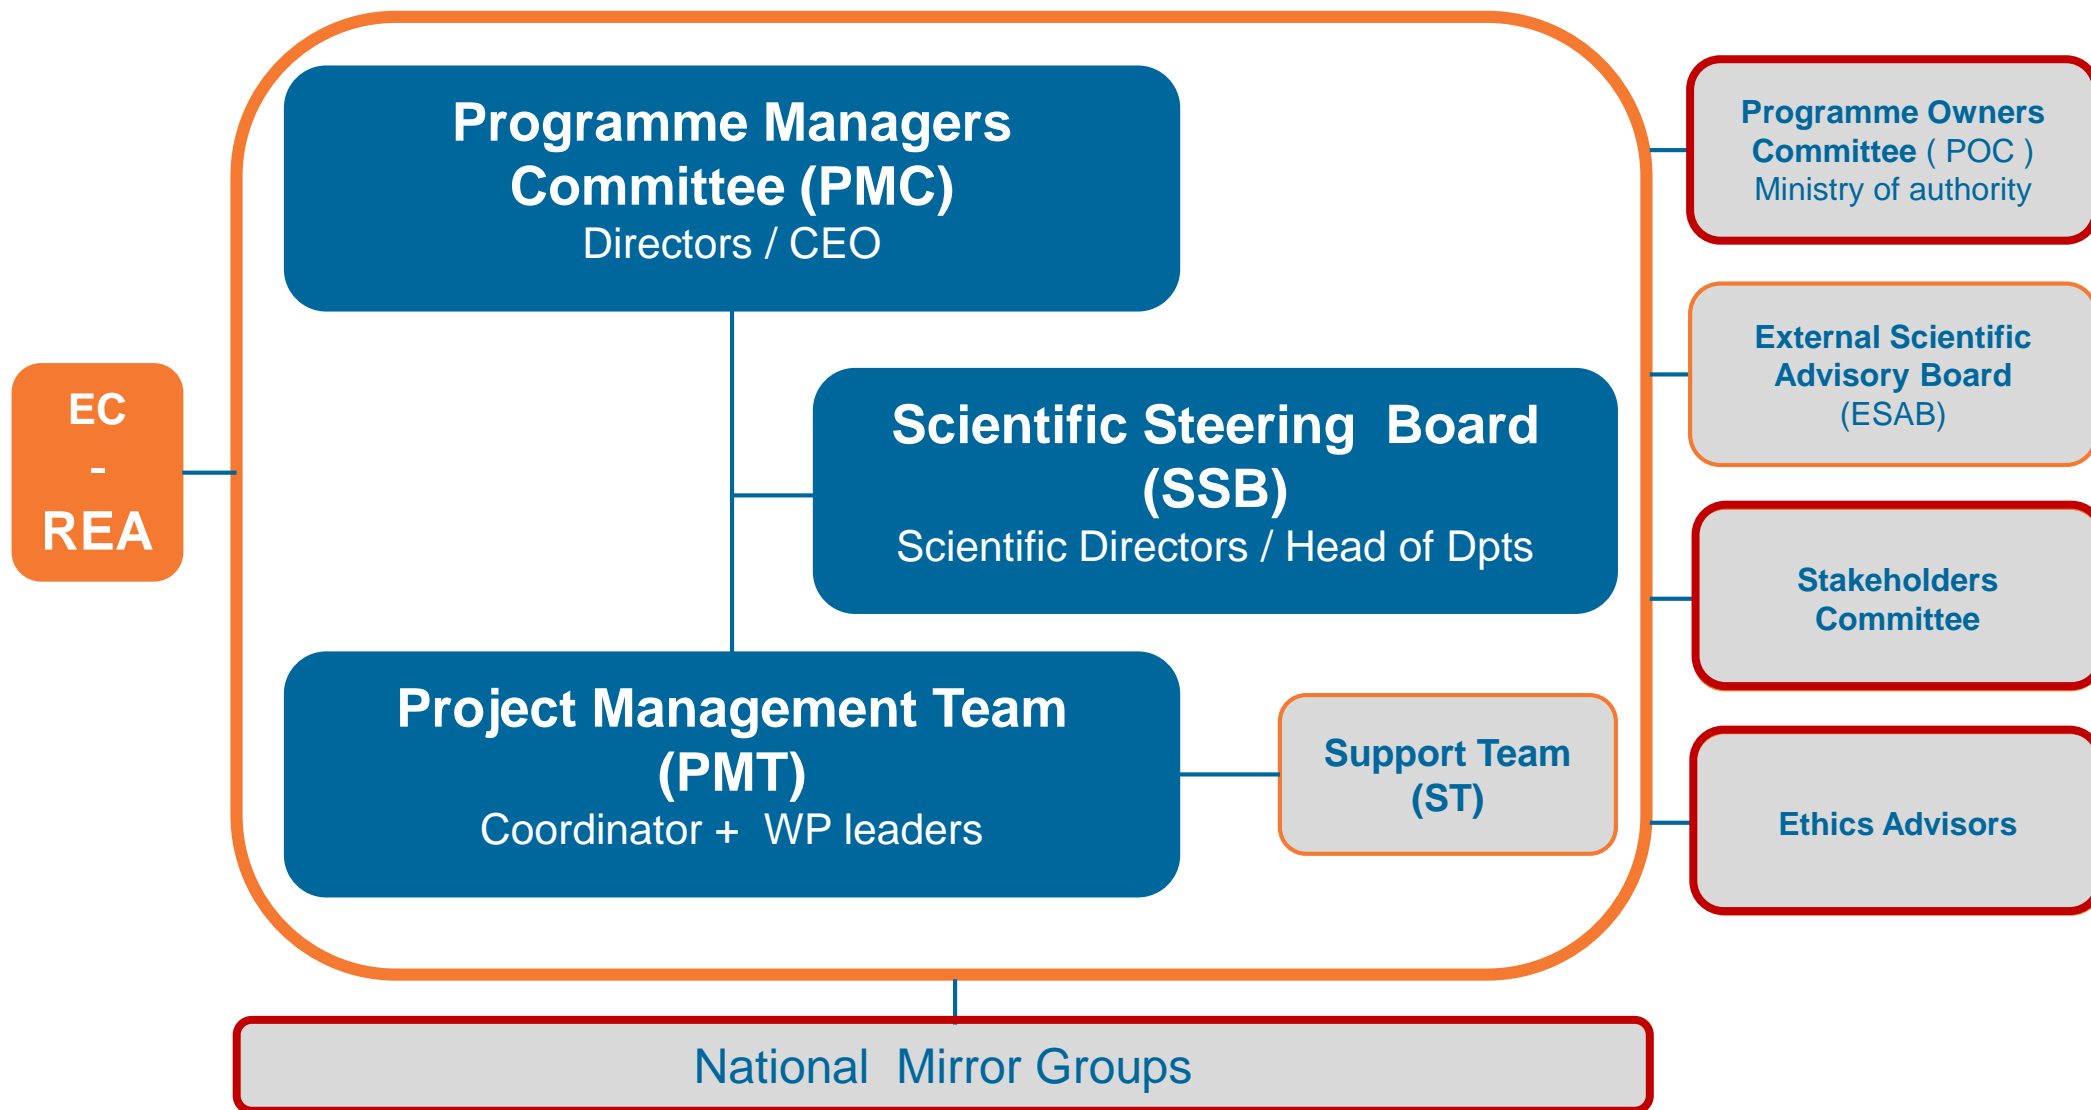 Programme Managers
Committee (PMC)
Directors / CEO
Scientific Steering  Board
(SSB)
Scientific Directors / Head of Dpts
Project Management Team
(PMT)
Coordinator +  WP leaders
Support Team
(ST)
EC
-
REA
Programme Owners
Committee ( POC )
Ministry of authority
External Scientific
Advisory Board
(ESAB)
Stakeholders
Committee
Ethics Advisors
National  Mirror Groups